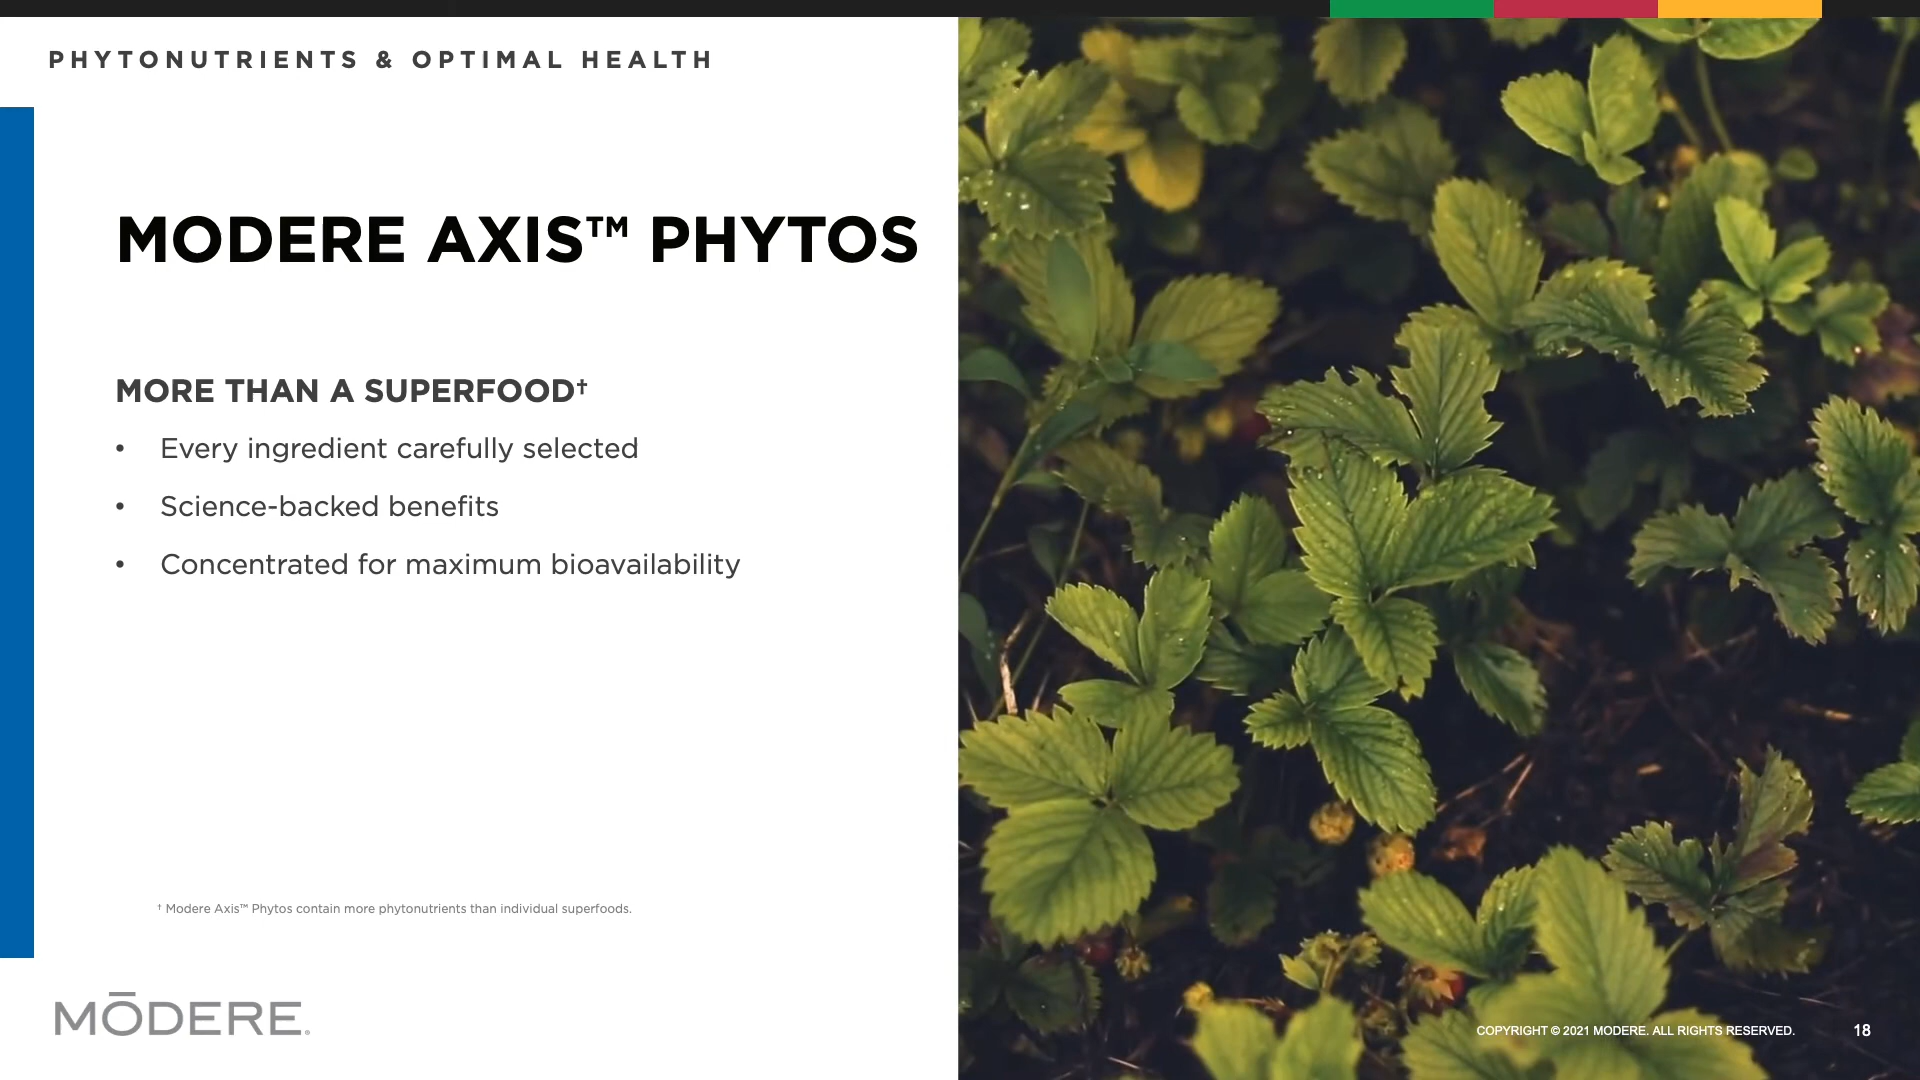 PHYTONUTRIENTS & OPTIMAL HEALTH
MODERE AXIS™ PHYTOS
MORE THAN A SUPERFOOD†
• Every ingredient carefully selected
• Science-backed benefits
• Concentrated for maximum bioavailability
† Modere Axis™ Phytos contain more phytonutrients than individual superfoods.
MŌDERE®
COPYRIGHT © 2021 MODERE. ALL RIGHTS RESERVED.
18